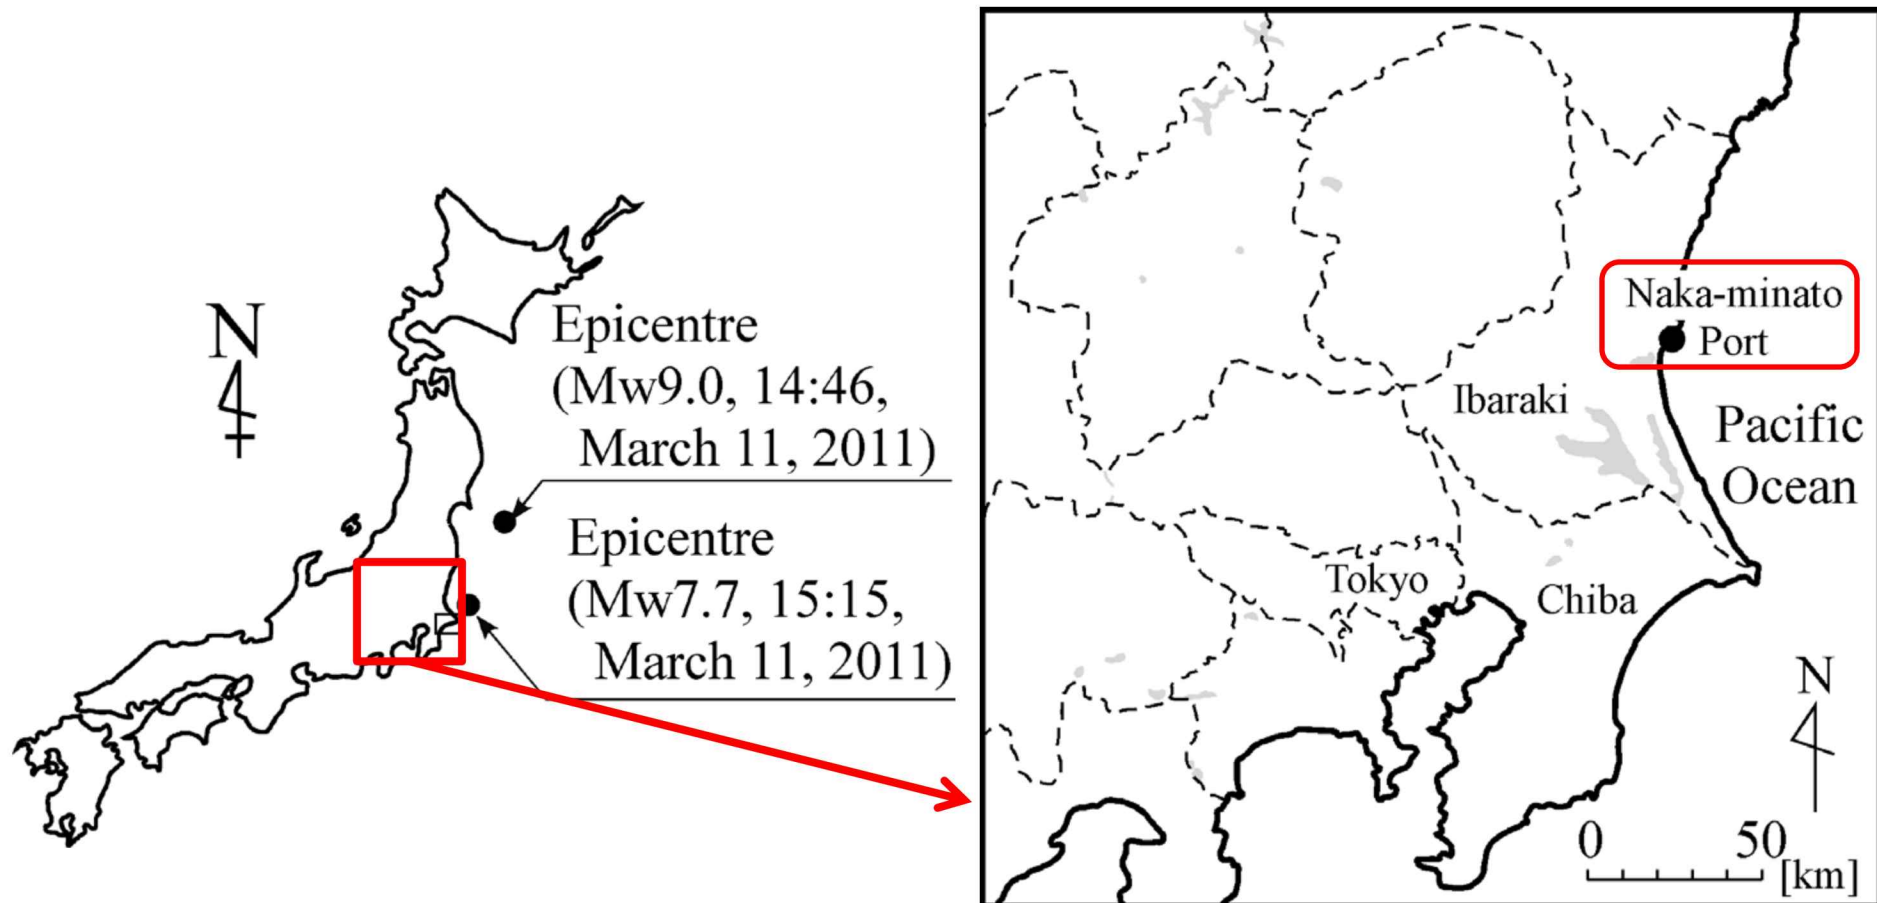 N
Epicentre
(Mw9.0, 14:46,
March 11, 2011)
Epicentre
(Mw7.7, 15:15,
March 11, 2011)
Naka-minato
Port
Ibaraki
Pacific
Ocean
Tokyo
Chiba
N
0 50
[km]